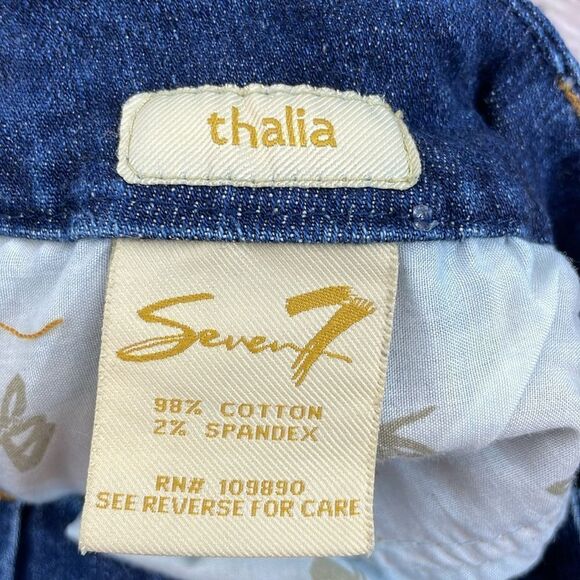 thalia
Seven7
98% COTTON
2% SPANDEX
RN# 109890
SEE REVERSE FOR CARE